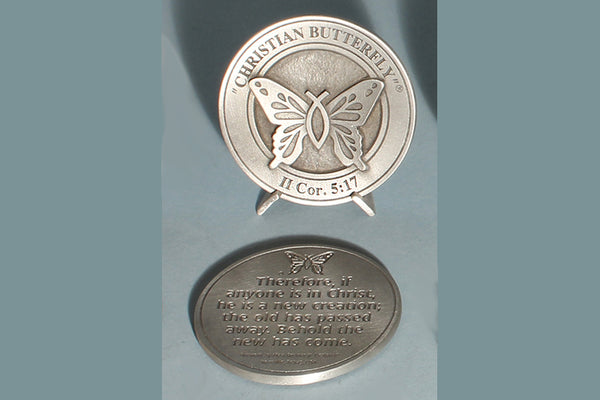 "CHRISTIAN BUTTERFLY"®
II Cor. 5:17
Therefore, if
anyone is in Christ,
he is a new creation;
the old has passed
away. Behold the
new has come.